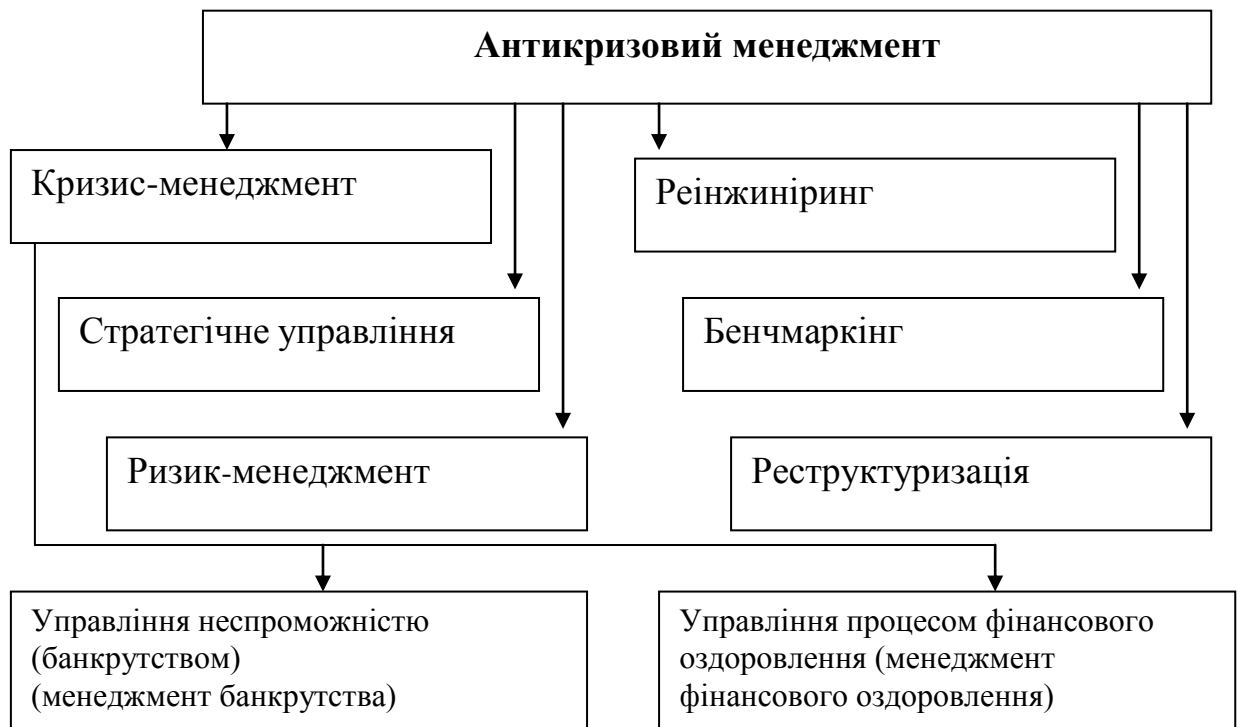 Антикризовий менеджмент
Кризис-менеджмент
Реінжиніринг
Стратегічне управління
Бенчмаркінг
Ризик-менеджмент
Реструктуризація
Управління неспроможністю
(банкрутством)
(менеджмент банкрутства)
Управління процесом фінансового
оздоровлення (менеджмент
фінансового оздоровлення)